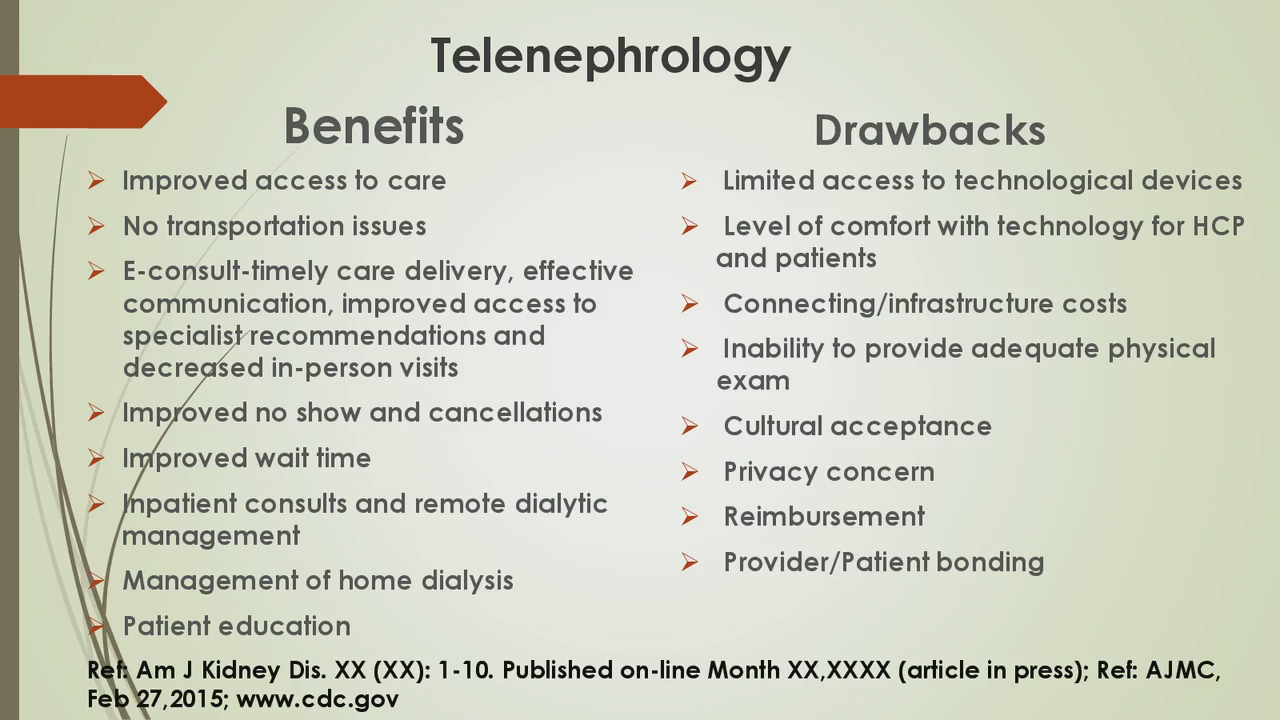 Telenephrology
Benefits
Improved access to care
No transportation issues
E-consult-timely care delivery, effective
communication, improved access to
specialist recommendations and
decreased in-person visits
Improved no show and cancellations
Improved wait time
Inpatient consults and remote dialytic
management
Management of home dialysis
Patient education
Drawbacks
Limited access to technological devices
Level of comfort with technology for HCP
and patients
Connecting/infrastructure costs
Inability to provide adequate physical
exam
Cultural acceptance
Privacy concern
Reimbursement
Provider/Patient bonding
Ref: Am J Kidney Dis. XX (XX): 1-10. Published on-line Month XX,XXXX (article in press); Ref: AJMC,
Feb 27,2015; www.cdc.gov